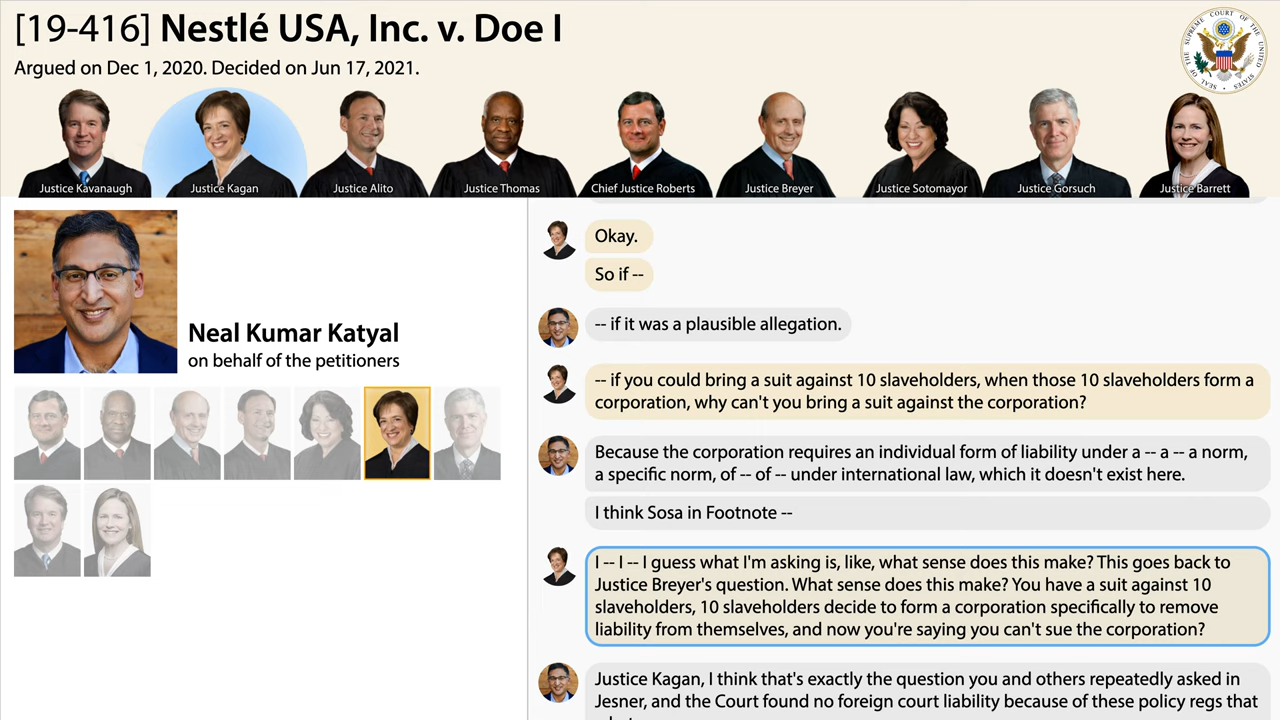 [19-416] Nestlé USA, Inc. v. Doe I
Argued on Dec 1, 2020. Decided on Jun 17, 2021.
SEAL OF THE SUPREME COURT OF THE UNITED STATES
Justice Kavanaugh
Justice Kagan
Justice Alito
Justice Thomas
Chief Justice Roberts
Justice Breyer
Justice Sotomayor
Justice Gorsuch
Justice Barrett
Neal Kumar Katyal
on behalf of the petitioners
Okay.
So if --
-- if it was a plausible allegation.
-- if you could bring a suit against 10 slaveholders, when those 10 slaveholders form a
corporation, why can't you bring a suit against the corporation?
Because the corporation requires an individual form of liability under a -- a -- a norm,
a specific norm, of -- of -- under international law, which it doesn't exist here.
I think Sosa in Footnote --
I -- I -- I guess what I'm asking is, like, what sense does this make? This goes back to
Justice Breyer's question. What sense does this make? You have a suit against 10
slaveholders, 10 slaveholders decide to form a corporation specifically to remove
liability from themselves, and now you're saying you can't sue the corporation?
Justice Kagan, I think that's exactly the question you and others repeatedly asked in
Jesner, and the Court found no foreign court liability because of these policy regs that